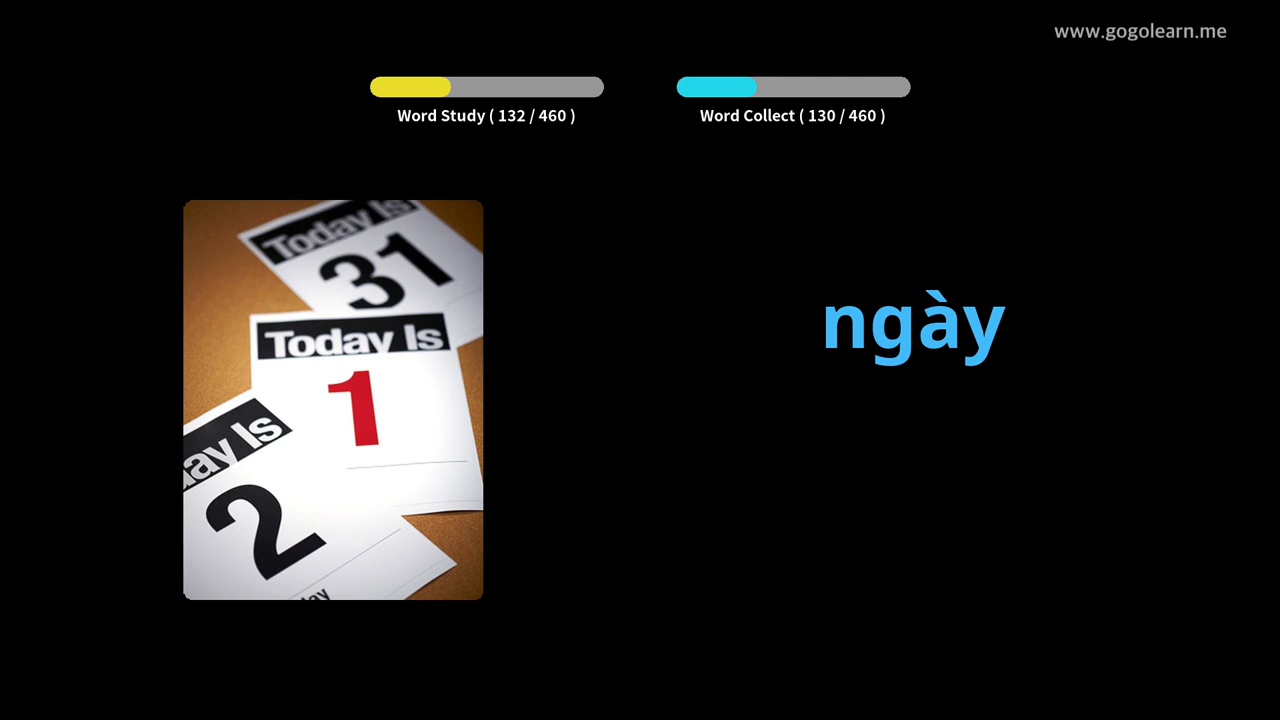 www.gogolearn.me
Word Study ( 132 / 460 )
Word Collect ( 130 / 460 )
Today Is
31
Today Is
1
ay Is
2
ay
ngày